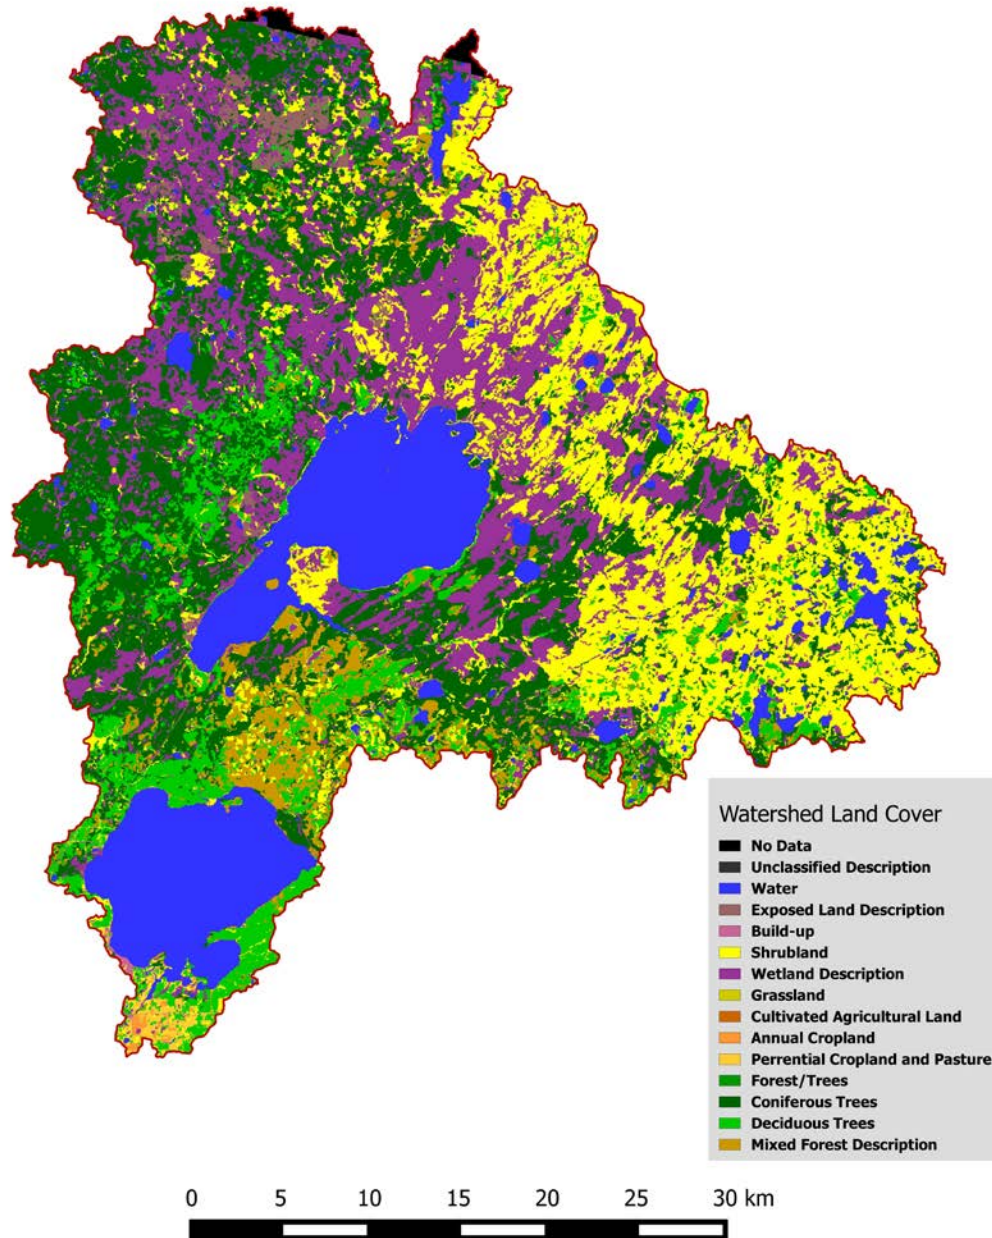 Watershed Land Cover
No Data
Unclassified Description
Water
Exposed Land Description
Build-up
Shrubland
Wetland Description
Grassland
Cultivated Agricultural Land
Annual Cropland
Perrential Cropland and Pasture
Forest/Trees
Coniferous Trees
Deciduous Trees
Mixed Forest Description
0 5 10 15 20 25 30 km